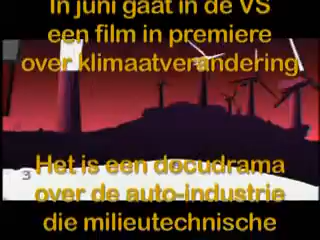 In juni gaat in de VS
een film in premiere
over klimaatverandering
Het is een docudrama
over de auto-industrie
die milieutechnische
3